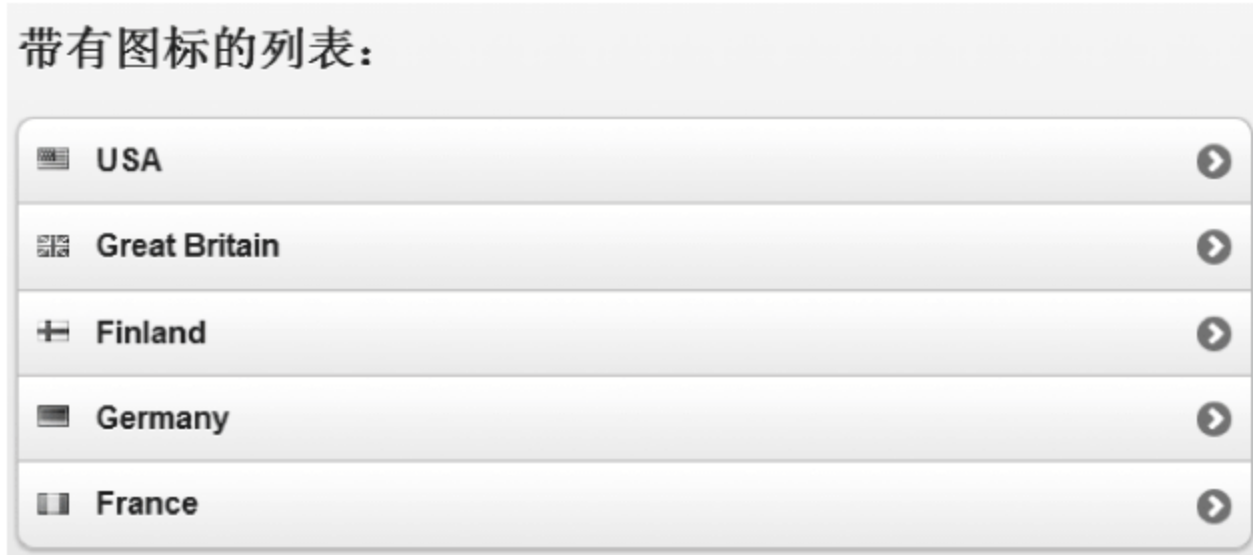 带有图标的列表：
USA
Great Britain
Finland
Germany
France